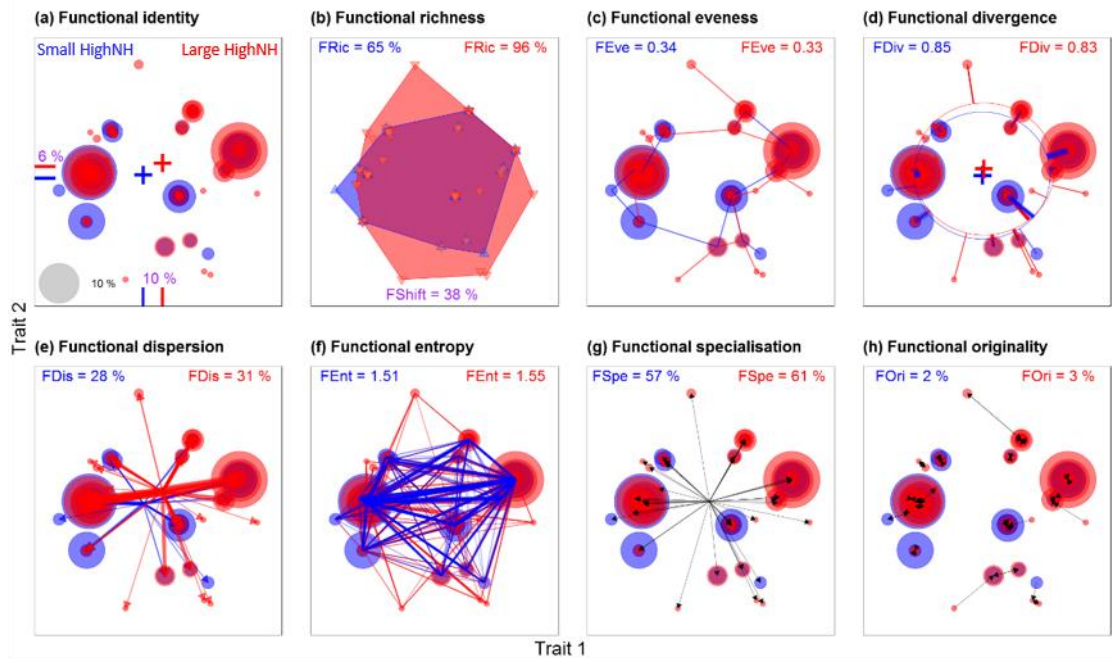 (a) Functional identity
(b) Functional richness
(c) Functional eveness
(d) Functional divergence
Small HighNH
Large HighNH
FRic = 65 %
FRic = 96 %
FEve = 0.34
FEve = 0.33
FDiv = 0.85
FDiv = 0.83
6 %
10 %
10 %
FShift = 38 %
Trait 2
(e) Functional dispersion
(f) Functional entropy
(g) Functional specialisation
(h) Functional originality
FDis = 28 %
FDis = 31 %
FEnt = 1.51
FEnt = 1.55
FSpe = 57 %
FSpe = 61 %
FOri = 2 %
FOri = 3 %
Trait 1